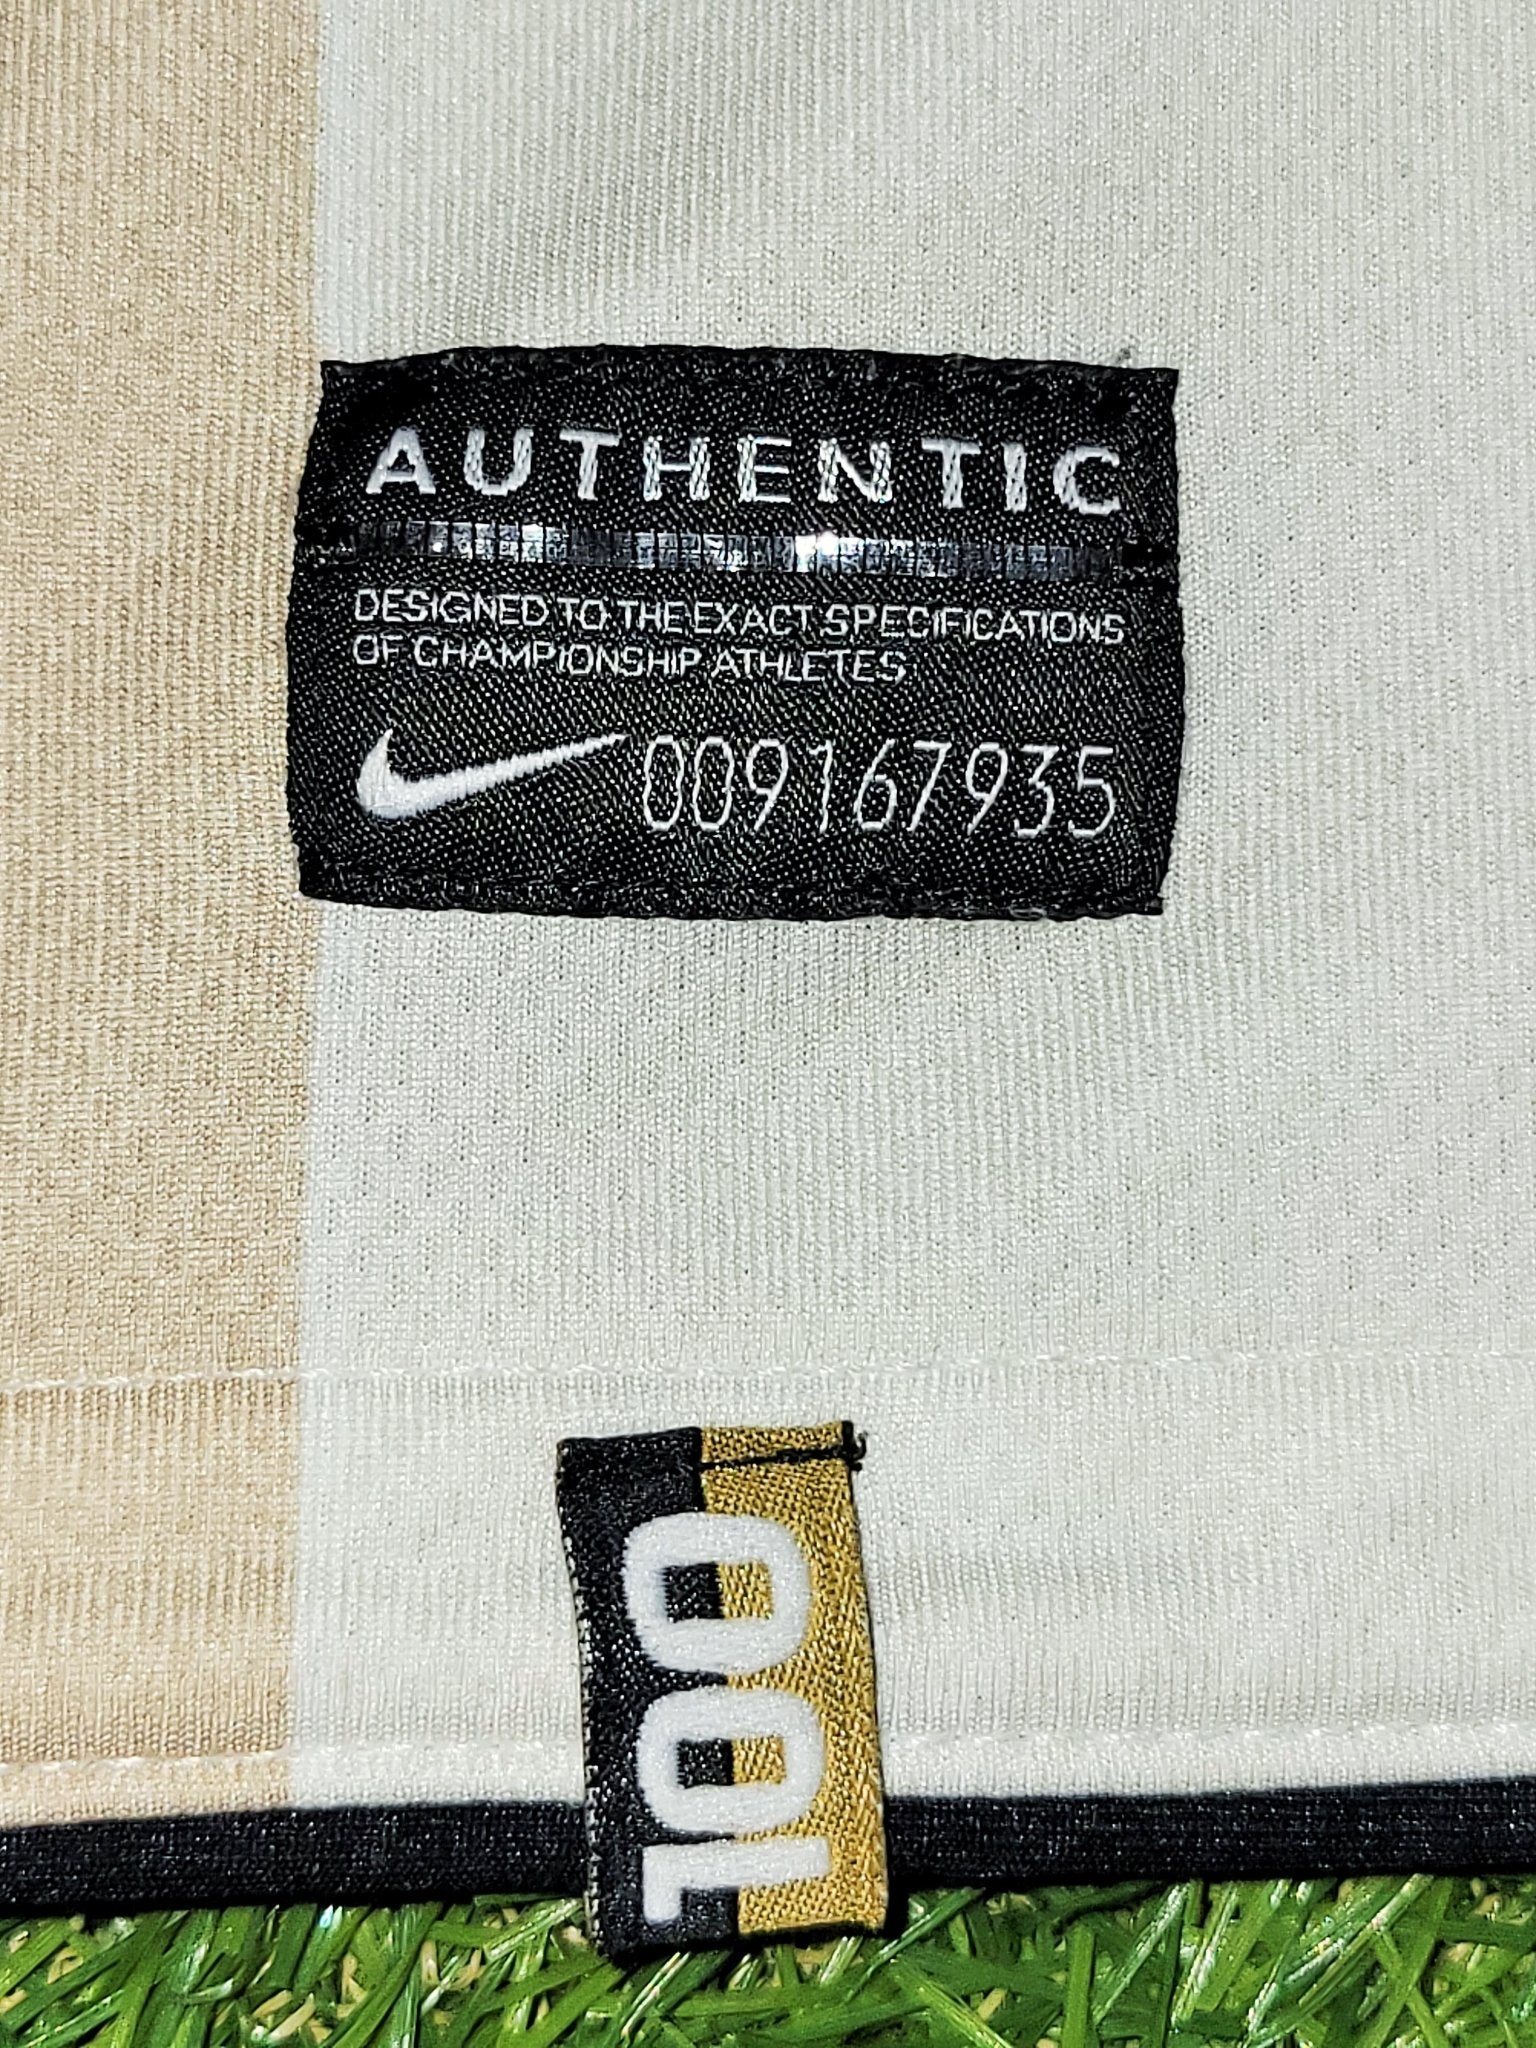 AUTHENTIC
DESIGNED TO THE EXACT SPECIFICATIONS
OF CHAMPIONSHIP ATHLETES
009167935
100